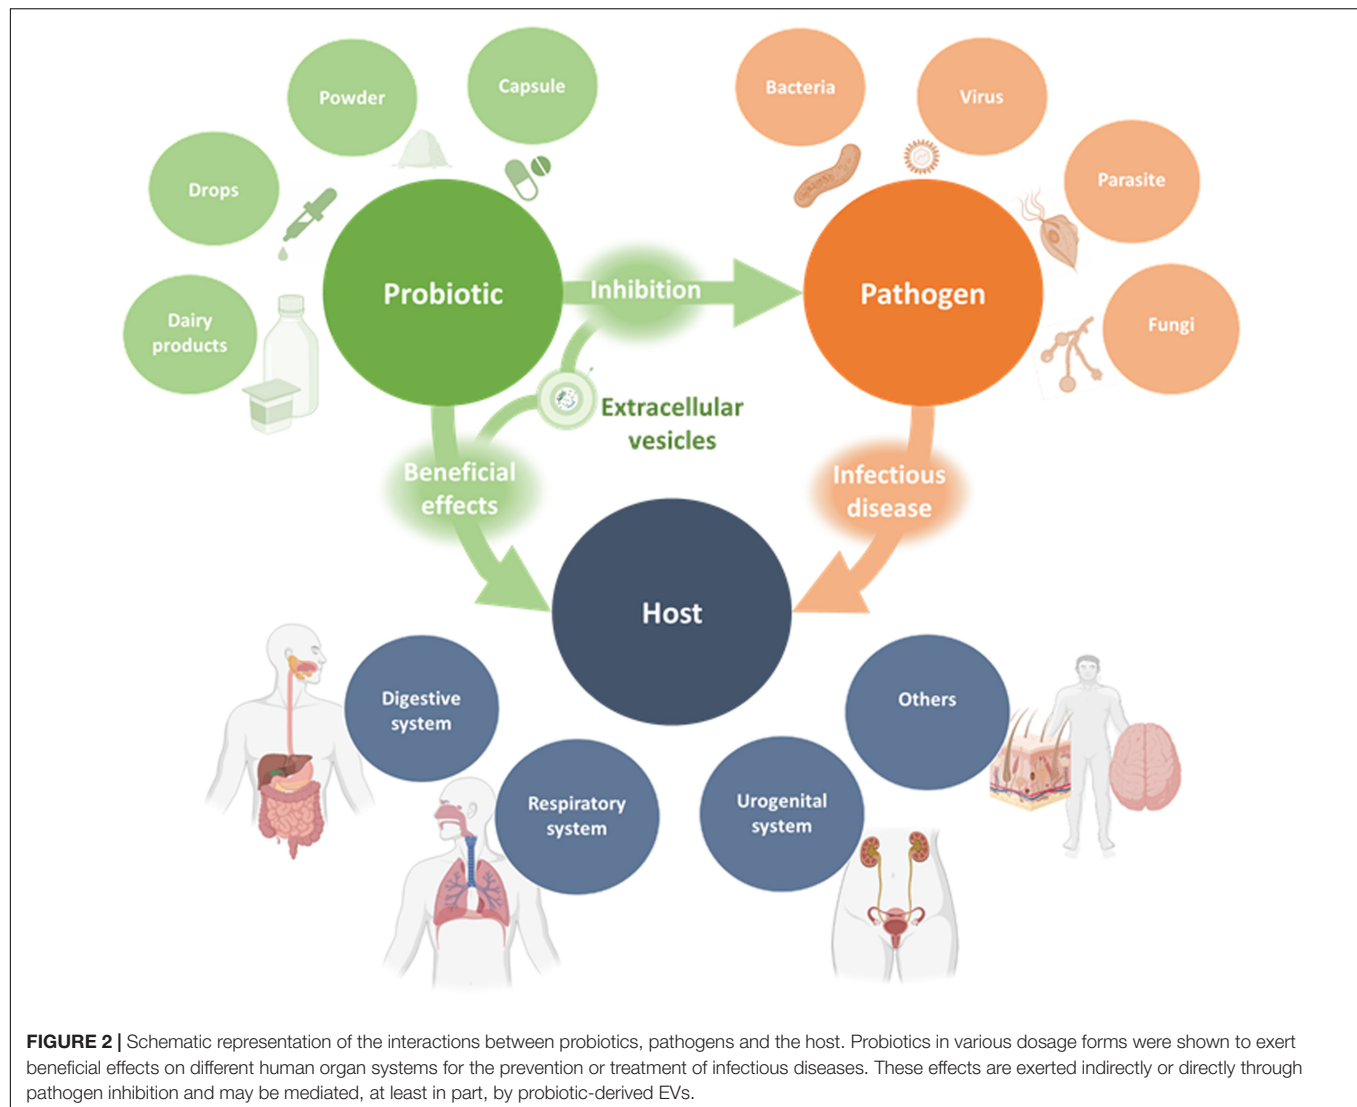 Powder
Capsule
Bacteria
Virus
Drops
Parasite
Dairy
products
Probiotic
Inhibition
Pathogen
Fungi
Extracellular
vesicles
Beneficial
effects
Infectious
disease
Host
Digestive
system
Others
Respiratory
system
Urogenital
system
FIGURE 2 | Schematic representation of the interactions between probiotics, pathogens and the host. Probiotics in various dosage forms were shown to exert
beneficial effects on different human organ systems for the prevention or treatment of infectious diseases. These effects are exerted indirectly or directly through
pathogen inhibition and may be mediated, at least in part, by probiotic-derived EVs.